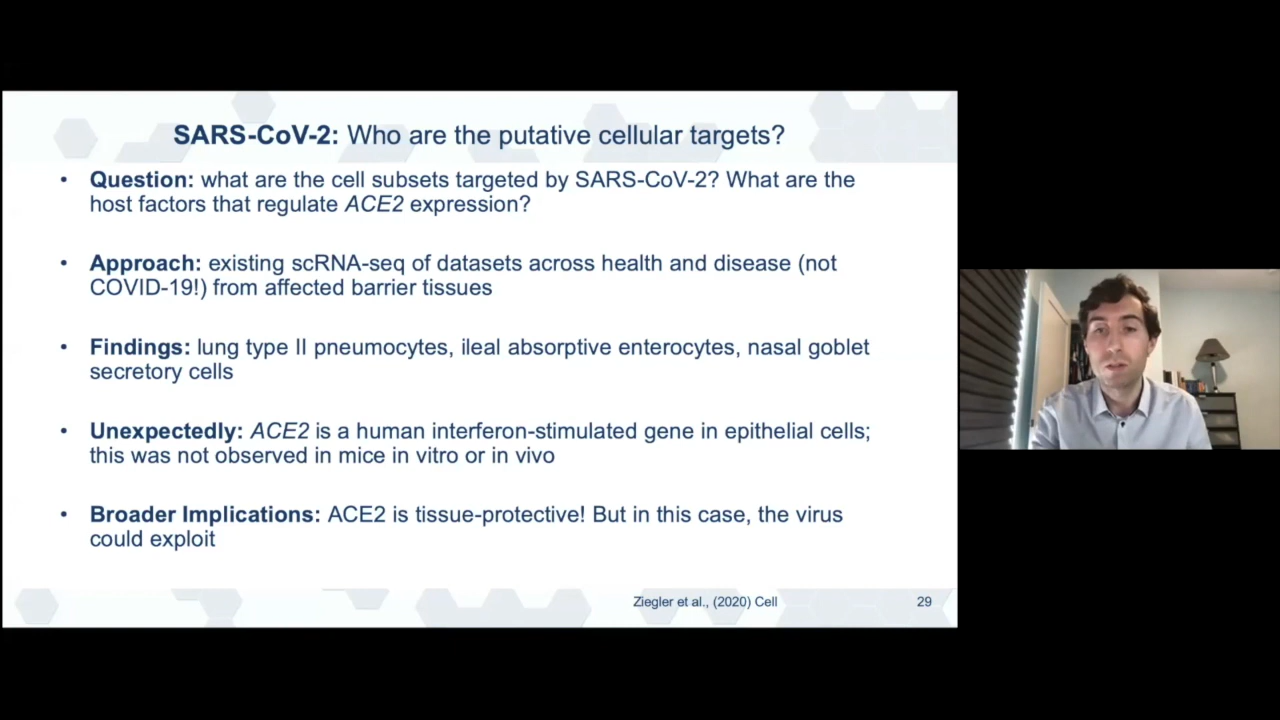 SARS-CoV-2: Who are the putative cellular targets?
• Question: what are the cell subsets targeted by SARS-CoV-2? What are the
host factors that regulate ACE2 expression?
• Approach: existing scRNA-seq of datasets across health and disease (not
COVID-19!) from affected barrier tissues
• Findings: lung type II pneumocytes, ileal absorptive enterocytes, nasal goblet
secretory cells
• Unexpectedly: ACE2 is a human interferon-stimulated gene in epithelial cells;
this was not observed in mice in vitro or in vivo
• Broader Implications: ACE2 is tissue-protective! But in this case, the virus
could exploit
Ziegler et al., (2020) Cell
29